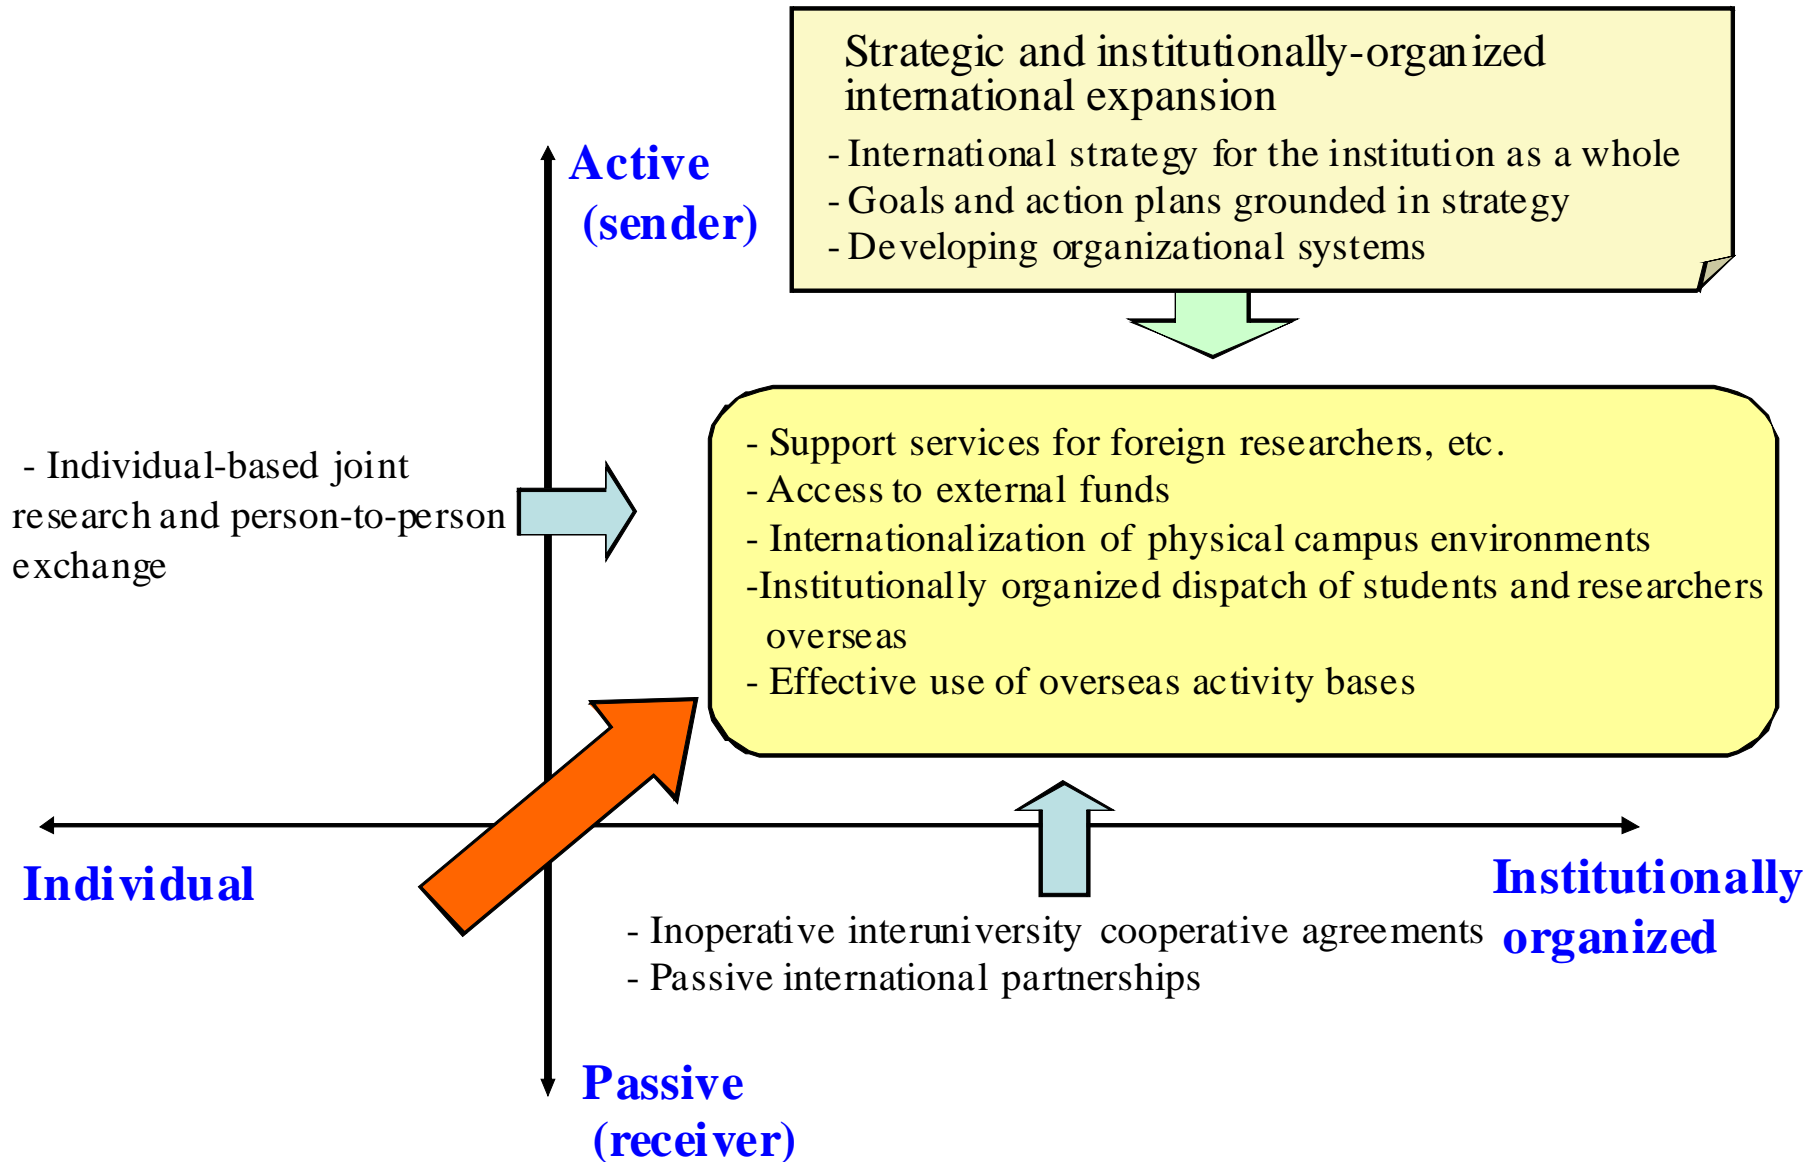 Strategic and institutionally-organized
international expansion
- International strategy for the institution as a whole
- Goals and action plans grounded in strategy
- Developing organizational systems
Active
(sender)
- Individual-based joint
research and person-to-person
exchange
- Support services for foreign researchers, etc.
- Access to external funds
- Internationalization of physical campus environments
-Institutionally organized dispatch of students and researchers
overseas
- Effective use of overseas activity bases
Individual
Institutionally
organized
- Inoperative interuniversity cooperative agreements
- Passive international partnerships
Passive
(receiver)